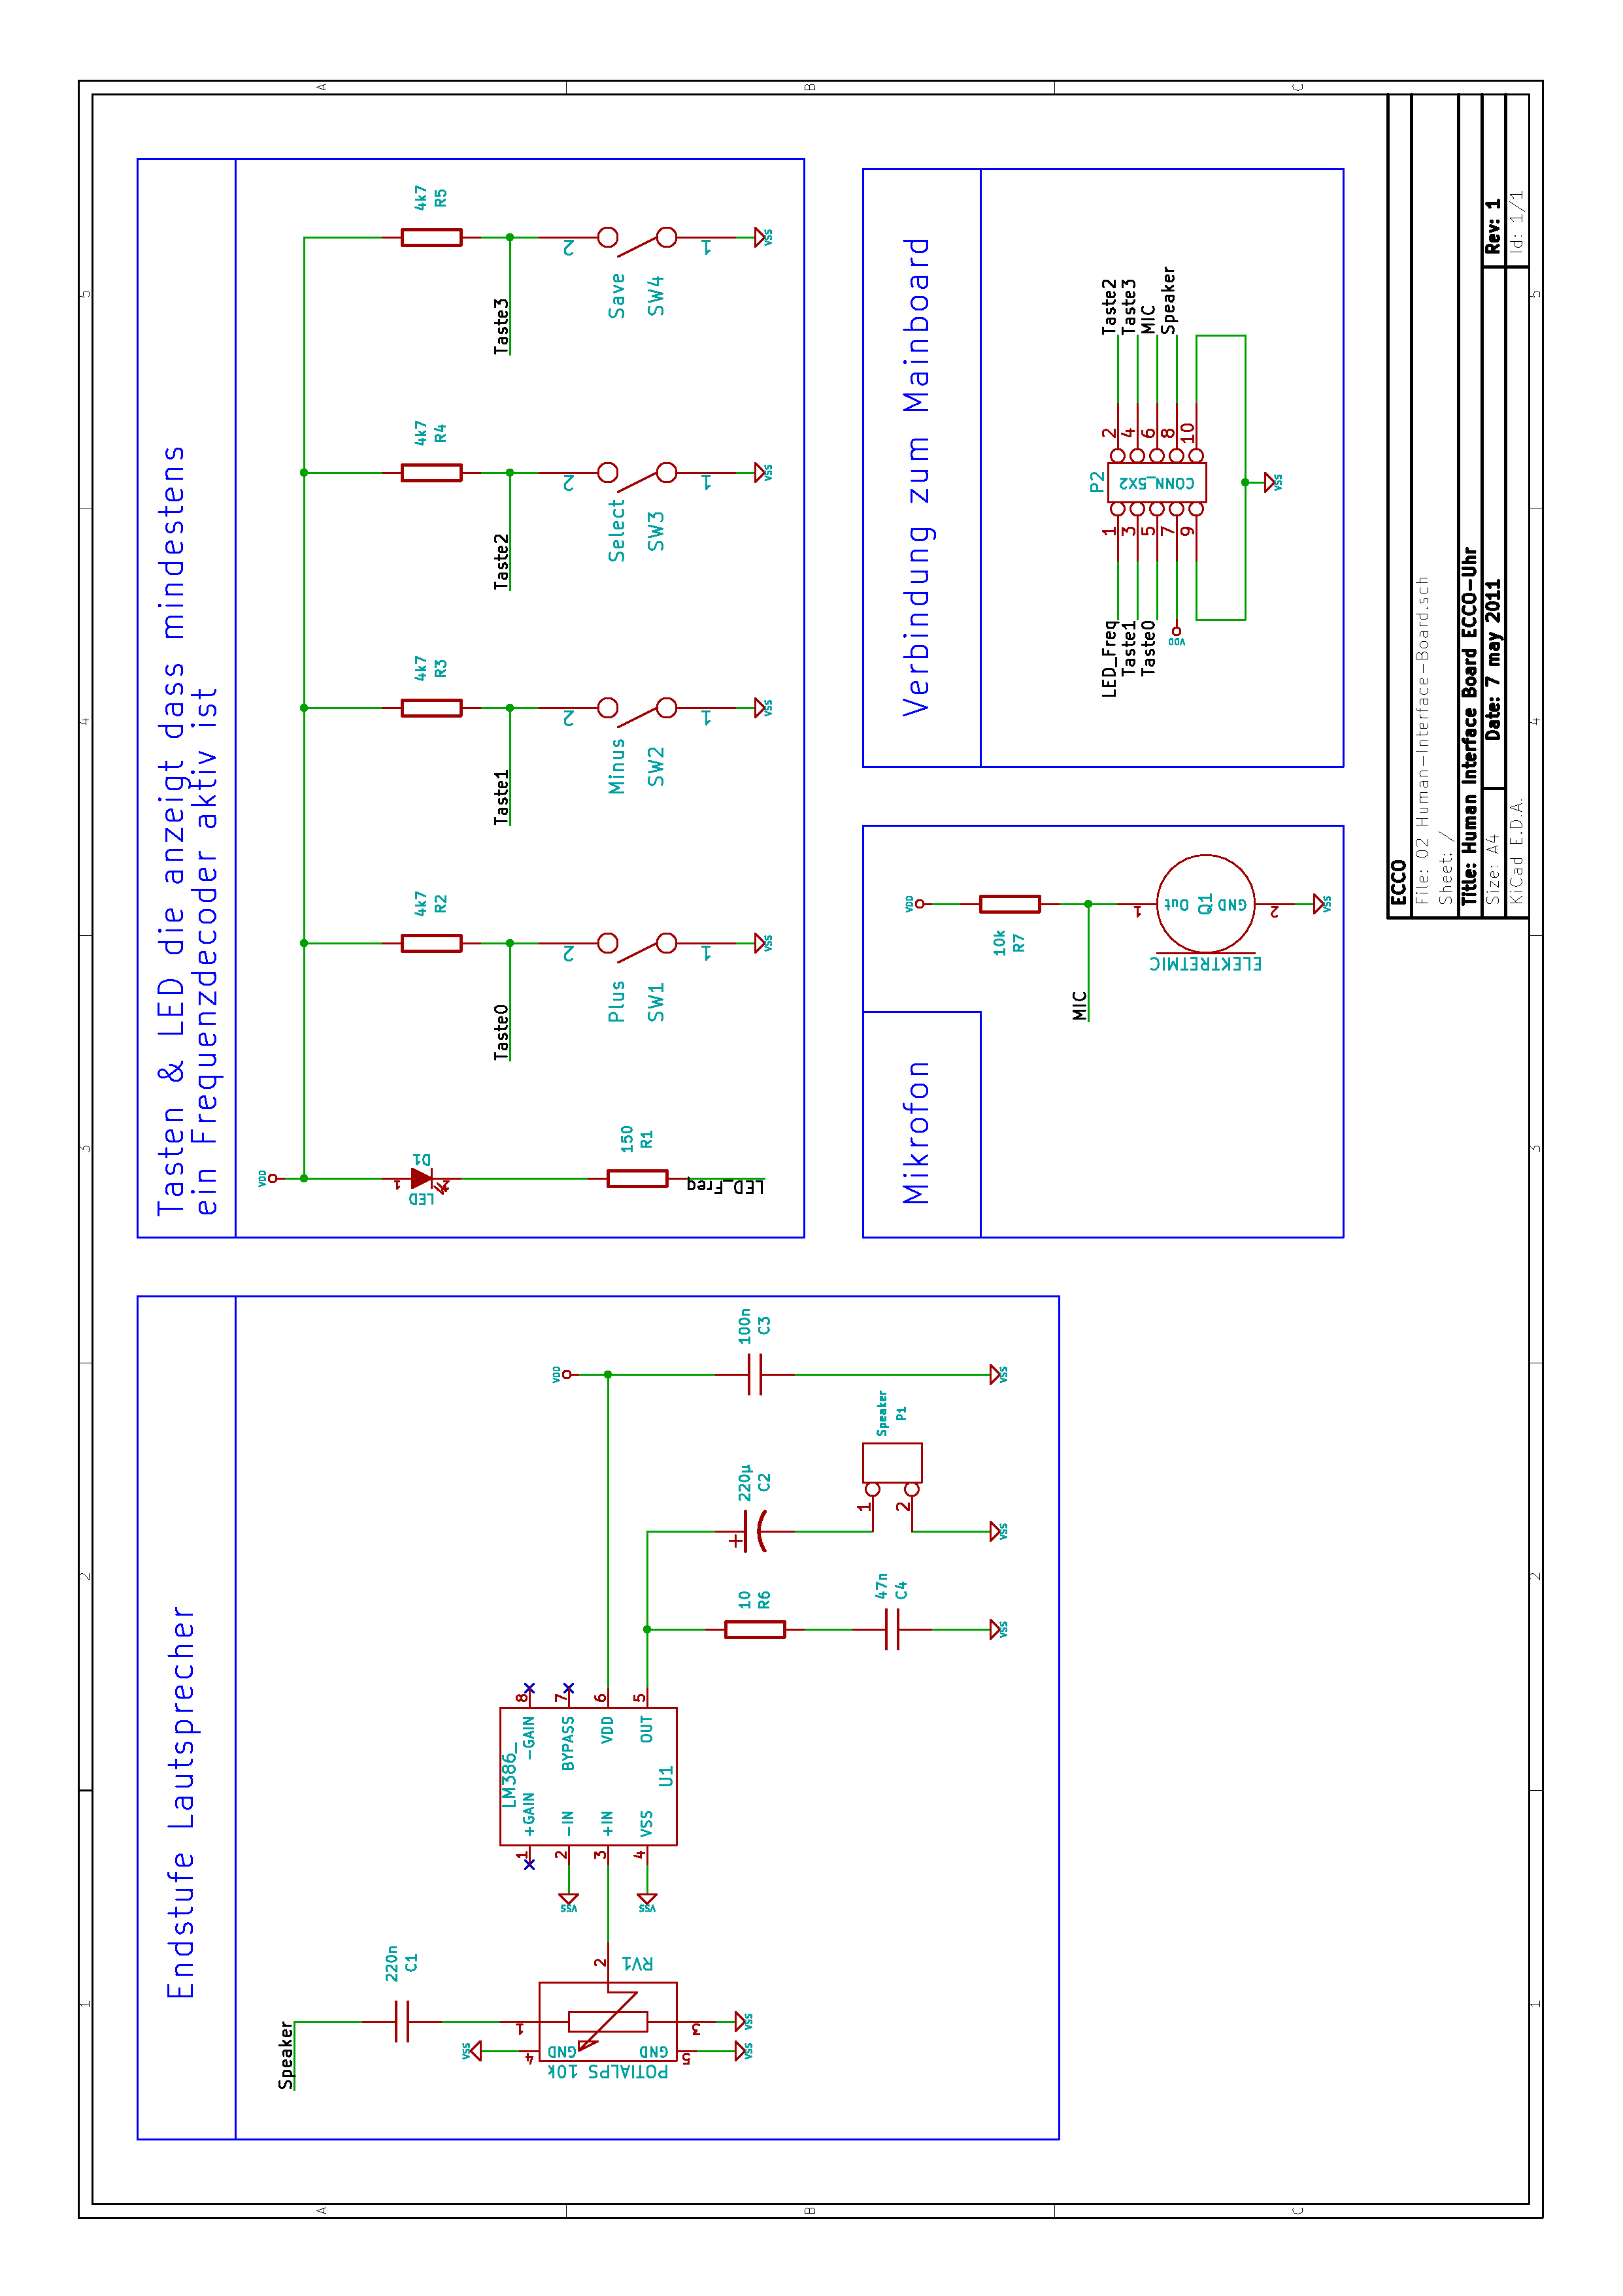 Endstufe Lautsprecher
Speaker
220n
C1
1
2
3
4
5
GND
GND
RV1
POTIALPS 10k
VSS
VSS
VSS
LM386_
U1
1
+GAIN
2
-IN
3
+IN
4
VSS
8
-GAIN
7
BYPASS
6
VDD
5
OUT
VSS
VSS
10
R6
47n
C4
VSS
+
220µ
C2
1
2
Speaker
P1
VSS
VDD
100n
C3
VSS
Tasten & LED die anzeigt dass mindestens
ein Frequenzdecoder aktiv ist
VDD
1
2
D1
LED
150
R1
LED_Freq
4k7
R2
Taste0
2
1
Plus
SW1
VSS
4k7
R3
Taste1
2
1
Minus
SW2
VSS
4k7
R4
Taste2
2
1
Select
SW3
VSS
4k7
R5
Taste3
2
1
Save
SW4
VSS
Mikrofon
VDD
10k
R7
MIC
1
Out
Q1
GND
2
ELEKTRETMIC
VSS
Verbindung zum Mainboard
P2
CONN_5X2
LED_Freq 1 2 Taste2
Taste1 3 4 Taste3
Taste0 5 6 MIC
VDD 7 8 Speaker
9 10
VSS
ECCO
File: 02 Human-Interface-Board.sch
Sheet: /
Title: Human Interface Board ECCO-Uhr
Size: A4 Date: 7 may 2011 Rev: 1
KiCad E.D.A. Id: 1/1
1 2 3 4 5
1 2 3 4 5
A B C
A B C